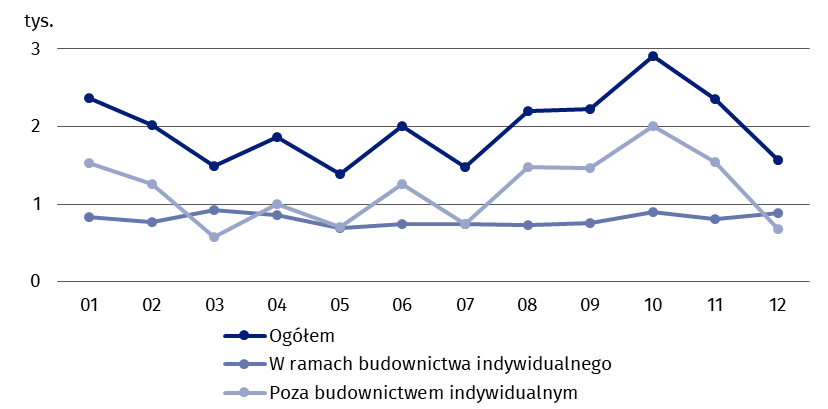 tys.
3
2
1
0
01 02 03 04 05 06 07 08 09 10 11 12
Ogółem
W ramach budownictwa indywidualnego
Poza budownictwem indywidualnym